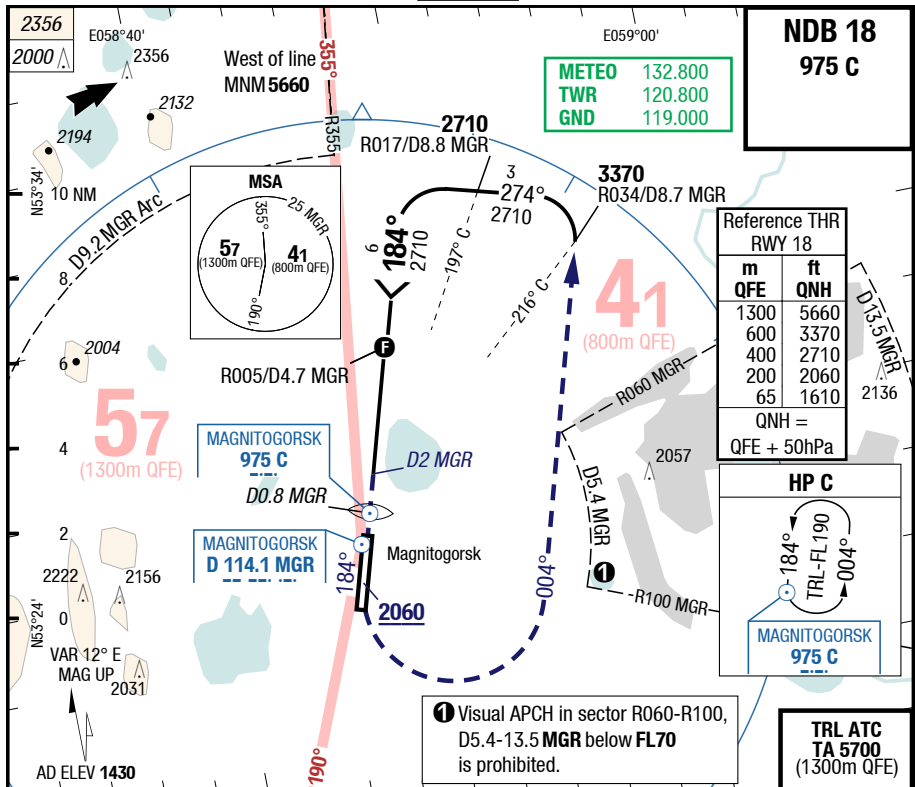 2356
2000
E058°40'
2356
West of line
MNM 5660
355°
R355
E059°00'
METEO 132.800
TWR 120.800
GND 119.000
NDB 18
975 C
2132
2194
N53°34'
10 NM
D9.2 MGR Arc
2710
R017/D8.8 MGR
3
274°
2710
3370
R034/D8.7 MGR
MSA
25 MGR
355°
57
(1300m QFE)
41
(800m QFE)
190°
6
184°
2710
197° C
216° C
41
(800m QFE)
Reference THR
RWY 18
m ft
QFE QNH
1300 5660
600 3370
400 2710
200 2060
65 1610
QNH =
QFE + 50hPa
D13.5 MGR
2136
8
6
2004
F
R005/D4.7 MGR
R060 MGR
57
(1300m QFE)
4
MAGNITOGORSK
975 C
D2 MGR
D0.8 MGR
D5.4 MGR
2057
HP C
184°
TRL-FL190
004°
MAGNITOGORSK
975 C
2
MAGNITOGORSK
D 114.1 MGR
Magnitogorsk
184°
2060
004°
1
R100 MGR
2222
2156
0
N53°24'
VAR 12° E
MAG UP
2031
AD ELEV 1430
190°
1 Visual APCH in sector R060-R100,
D5.4-13.5 MGR below FL70
is prohibited.
TRL ATC
TA 5700
(1300m QFE)